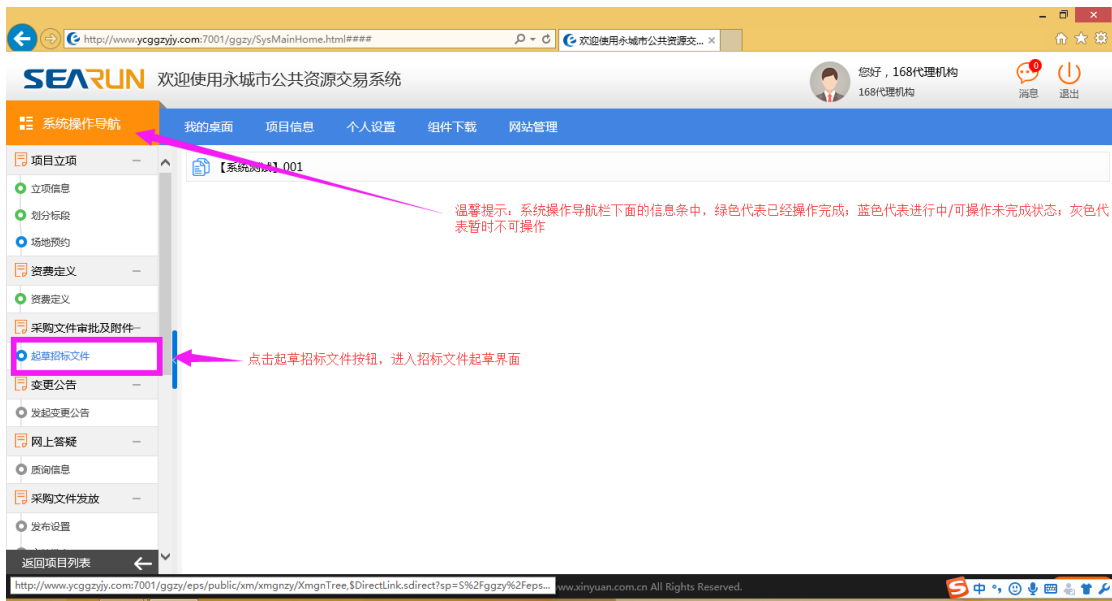 http://www.ycggzyjy.com:7001/ggzy/SysMainHome.html####
欢迎使用永城市公共资源交...
SEARUN 欢迎使用永城市公共资源交易系统
您好，168代理机构
168代理机构
0
消息
退出
系统操作导航
我的桌面 项目信息 个人设置 组件下载 网站管理
项目立项
【系统测试】001
立项信息
划分标段
场地预约
温馨提示：系统操作导航栏下面的信息条中，绿色代表已经操作完成；蓝色代表进行中/可操作未完成状态；灰色代
表暂时不可操作
资费定义
资费定义
采购文件审批及附件
起草招标文件
点击起草招标文件按钮，进入招标文件起草界面
变更公告
发起变更公告
网上答疑
质询信息
采购文件发放
发布设置
返回项目列表
http://www.ycggzyjy.com:7001/ggzy/eps/public/xm/xmgnzy/XmgnTree,$DirectLink.sdirect?sp=S%2Fggzy%2Feps...
www.xinyuan.com.cn All Rights Reserved.
中